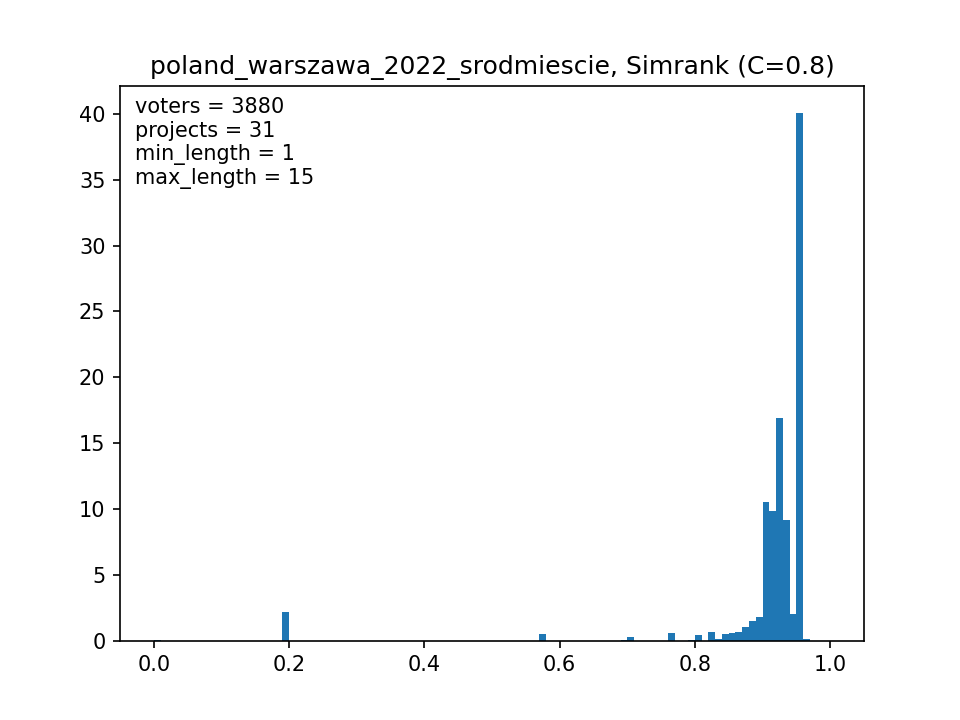 poland_warszawa_2022_srodmiescie, Simrank (C=0.8)
voters = 3880
projects = 31
min_length = 1
max_length = 15
40
35
30
25
20
15
10
5
0
0.0 0.2 0.4 0.6 0.8 1.0